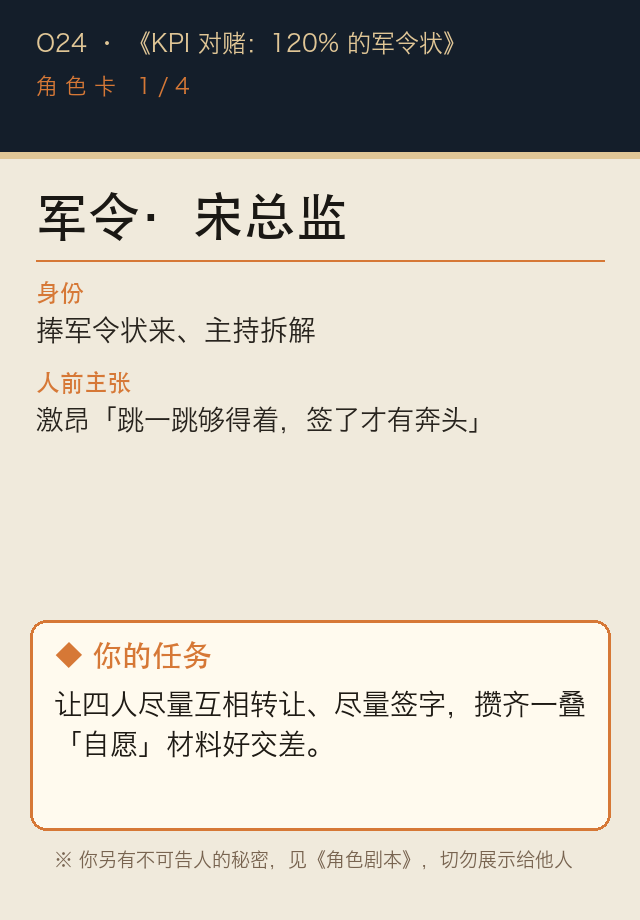 O24 · 《KPI 对赌：120% 的军令状》
角色卡 1/4
军令· 宋总监
身份
捧军令状来、主持拆解
人前主张
激昂「跳一跳够得着，签了才有奔头」
◆ 你的任务
让四人尽量互相转让、尽量签字，攒齐一叠
「自愿」材料好交差。
※ 你另有不可告人的秘密，见《角色剧本》，切勿展示给他人